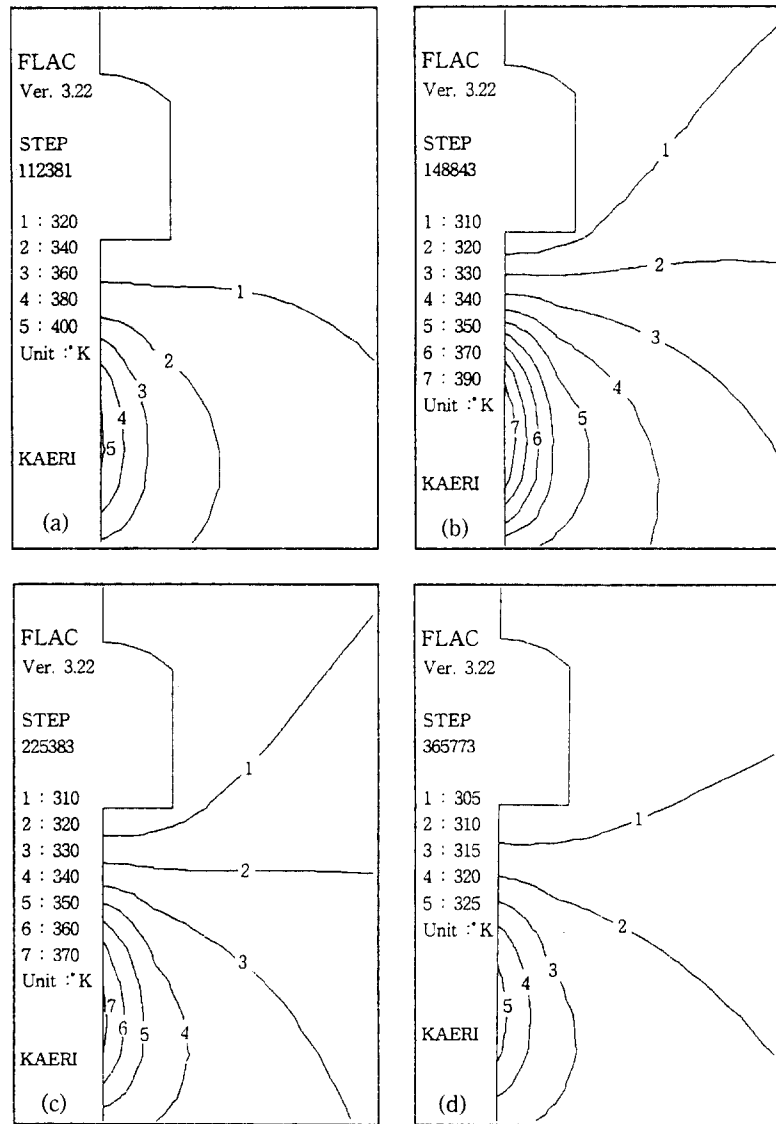 FLAC
Ver. 3.22
STEP
112381
1 : 320
2 : 340
3 : 360
4 : 380
5 : 400
Unit :°K
KAERI
(a)
1
2
3
4
5
FLAC
Ver. 3.22
STEP
148843
1 : 310
2 : 320
3 : 330
4 : 340
5 : 350
6 : 370
7 : 390
Unit :°K
KAERI
(b)
1
2
3
4
5
6
7
FLAC
Ver. 3.22
STEP
225383
1 : 310
2 : 320
3 : 330
4 : 340
5 : 350
6 : 360
7 : 370
Unit :°K
KAERI
(c)
1
2
3
4
5
6
7
FLAC
Ver. 3.22
STEP
365773
1 : 305
2 : 310
3 : 315
4 : 320
5 : 325
Unit :°K
KAERI
(d)
1
2
3
4
5